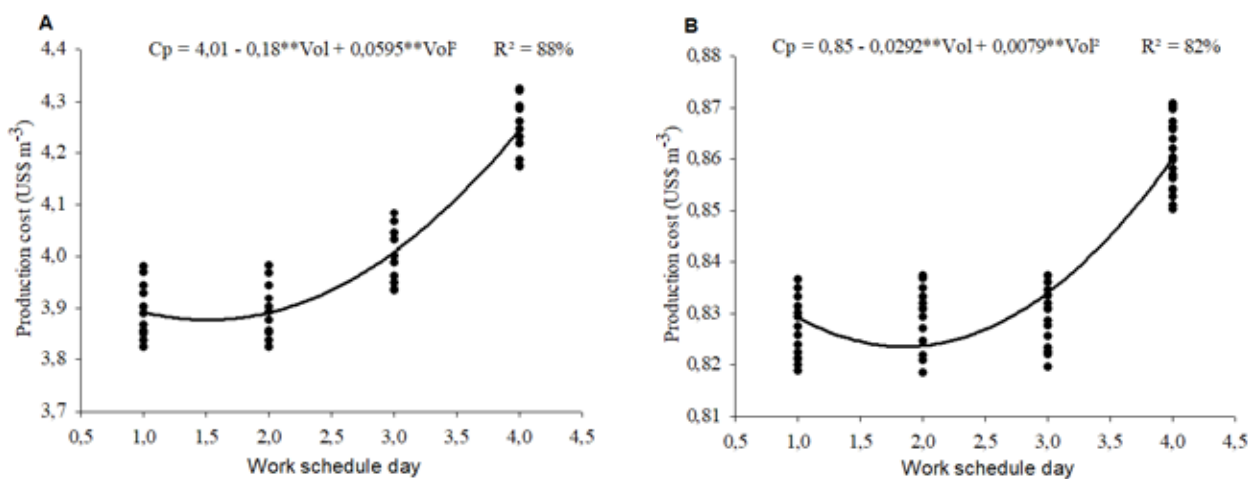 A
Cp = 4,01 - 0,18**Vol + 0,0595**Vol² R² = 88%
Production cost (US$ m⁻³)
4,4
4,3
4,2
4,1
4,0
3,9
3,8
3,7
0,5 1,0 1,5 2,0 2,5 3,0 3,5 4,0 4,5
Work schedule day
B
Cp = 0,85 - 0,0292**Vol + 0,0079**Vol² R² = 82%
Production cost (US$ m⁻³)
0,88
0,87
0,86
0,85
0,84
0,83
0,82
0,81
0,5 1,0 1,5 2,0 2,5 3,0 3,5 4,0 4,5
Work schedule day